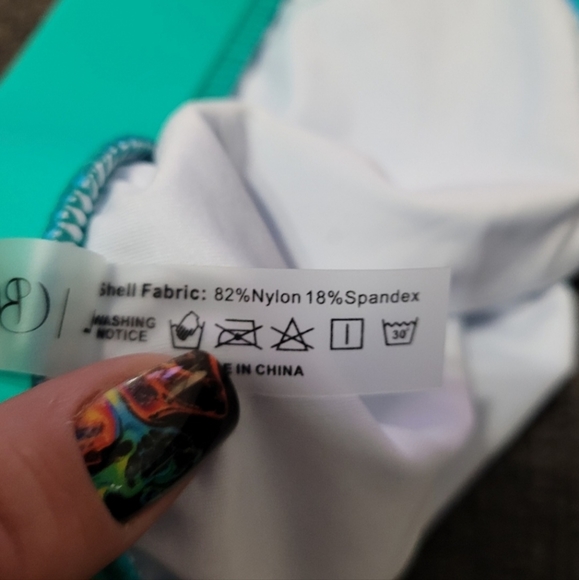 Shell Fabric: 82%Nylon 18%Spandex
WASHING
NOTICE
30°
E IN CHINA